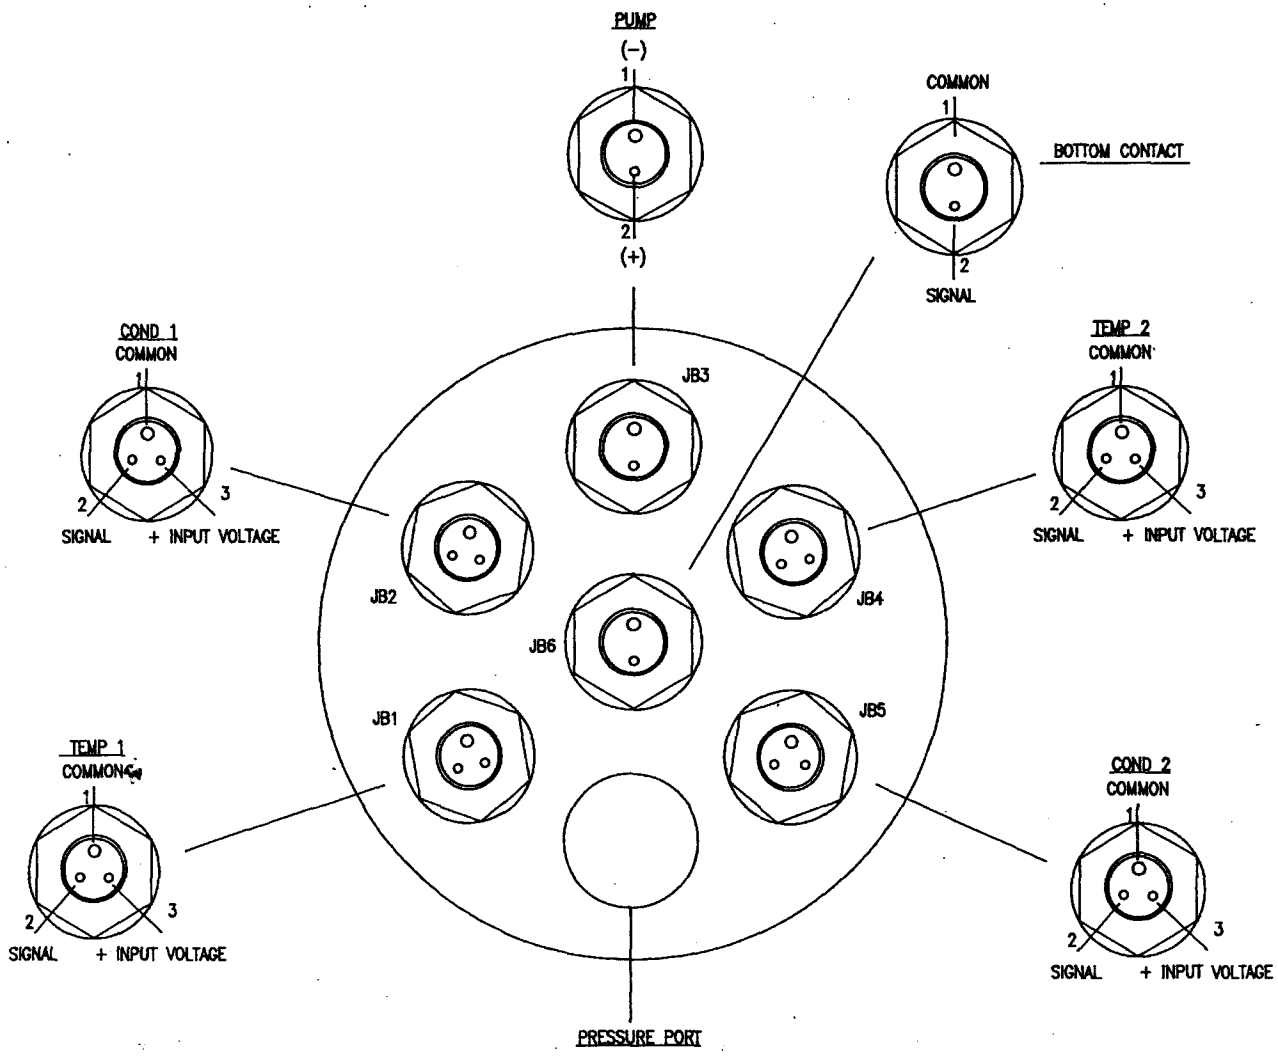 PUMP
(-)
1
2
(+)
COMMON
1
BOTTOM CONTACT
2
SIGNAL
COND 1
COMMON
1
2
3
SIGNAL
+ INPUT VOLTAGE
TEMP 2
COMMON
1
2
3
SIGNAL
+ INPUT VOLTAGE
JB3
JB2
JB4
JB6
JB1
JB5
TEMP 1
COMMON
1
2
3
SIGNAL
+ INPUT VOLTAGE
COND 2
COMMON
1
2
3
SIGNAL
+ INPUT VOLTAGE
PRESSURE PORT